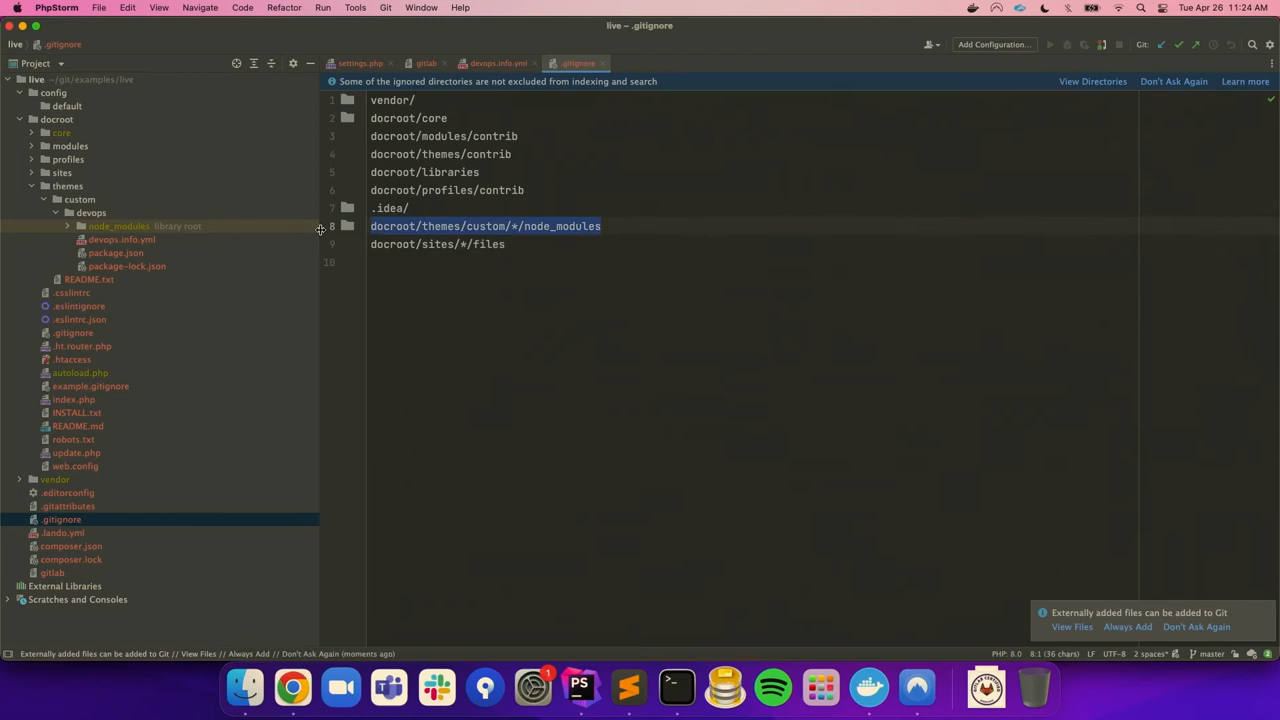 PhpStorm File Edit View Navigate Code Refactor Run Tools Git Window Help Tue Apr 26 11:24 AM
live – .gitignore
live .gitignore Add Configuration... Git:
Project settings.php gitlab devops.info.yml .gitignore
live ~/git/examples/live
Some of the ignored directories are not excluded from indexing and search View Directories Don't Ask Again Learn more
config
default
docroot
core
modules
profiles
sites
themes
custom
devops
node_modules library root
devops.info.yml
package.json
package-lock.json
README.txt
.csslintrc
.eslintignore
.eslintrc.json
.gitignore
.ht.router.php
.htaccess
autoload.php
example.gitignore
index.php
INSTALL.txt
README.md
robots.txt
update.php
web.config
vendor
.editorconfig
.gitattributes
.gitignore
.lando.yml
composer.json
composer.lock
gitlab
External Libraries
Scratches and Consoles
1 vendor/
2 docroot/core
3 docroot/modules/contrib
4 docroot/themes/contrib
5 docroot/libraries
6 docroot/profiles/contrib
7 .idea/
8 docroot/themes/custom/*/node_modules
9 docroot/sites/*/files
10
Externally added files can be added to Git
View Files Always Add Don't Ask Again
Externally added files can be added to Git // View Files // Always Add // Don't Ask Again (moments ago) PHP: 8.0 8:1 (36 chars) LF UTF-8 2 spaces* master 2
1
PS